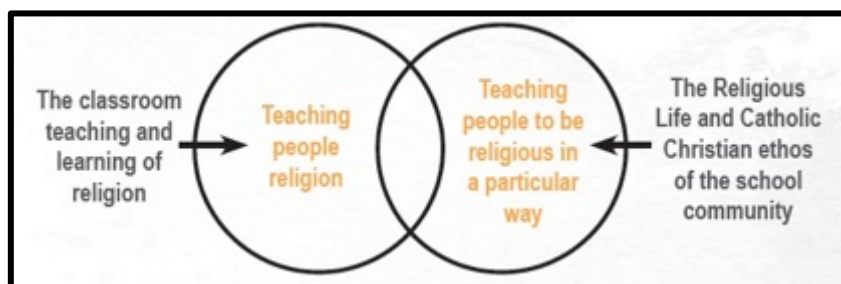 The classroom
teaching and
learning of
religion
Teaching
people
religion
Teaching
people to be
religious in
a particular
way
The Religious
Life and Catholic
Christian ethos
of the school
community